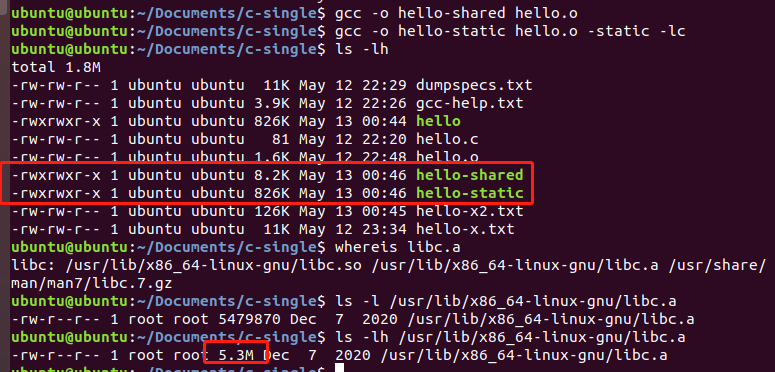 ubuntu@ubuntu:~/Documents/c-single$ gcc -o hello-shared hello.o
ubuntu@ubuntu:~/Documents/c-single$ gcc -o hello-static hello.o -static -lc
ubuntu@ubuntu:~/Documents/c-single$ ls -lh
total 1.8M
-rw-rw-r-- 1 ubuntu ubuntu  11K May 12 22:29 dumpspecs.txt
-rw-rw-r-- 1 ubuntu ubuntu 3.9K May 12 22:26 gcc-help.txt
-rwxrwxr-x 1 ubuntu ubuntu 826K May 13 00:44 hello
-rw-rw-r-- 1 ubuntu ubuntu   81 May 12 22:20 hello.c
-rw-rw-r-- 1 ubuntu ubuntu 1.6K May 12 22:48 hello.o
-rwxrwxr-x 1 ubuntu ubuntu 8.2K May 13 00:46 hello-shared
-rwxrwxr-x 1 ubuntu ubuntu 826K May 13 00:46 hello-static
-rw-rw-r-- 1 ubuntu ubuntu 126K May 13 00:45 hello-x2.txt
-rw-rw-r-- 1 ubuntu ubuntu  11K May 12 23:34 hello-x.txt
ubuntu@ubuntu:~/Documents/c-single$ whereis libc.a
libc: /usr/lib/x86_64-linux-gnu/libc.so /usr/lib/x86_64-linux-gnu/libc.a /usr/share/
man/man7/libc.7.gz
ubuntu@ubuntu:~/Documents/c-single$ ls -l /usr/lib/x86_64-linux-gnu/libc.a
-rw-r--r-- 1 root root 5479870 Dec  7  2020 /usr/lib/x86_64-linux-gnu/libc.a
ubuntu@ubuntu:~/Documents/c-single$ ls -lh /usr/lib/x86_64-linux-gnu/libc.a
-rw-r--r-- 1 root root 5.3M Dec  7  2020 /usr/lib/x86_64-linux-gnu/libc.a
ubuntu@ubuntu:~/Documents/c-single$